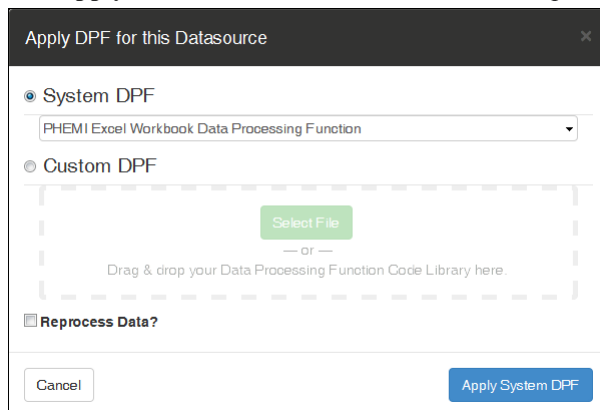 Apply DPF for this Datasource ×
System DPF
PHEMI Excel Workbook Data Processing Function
Custom DPF
Select File
— or —
Drag & drop your Data Processing Function Code Library here.
Reprocess Data?
Cancel Apply System DPF